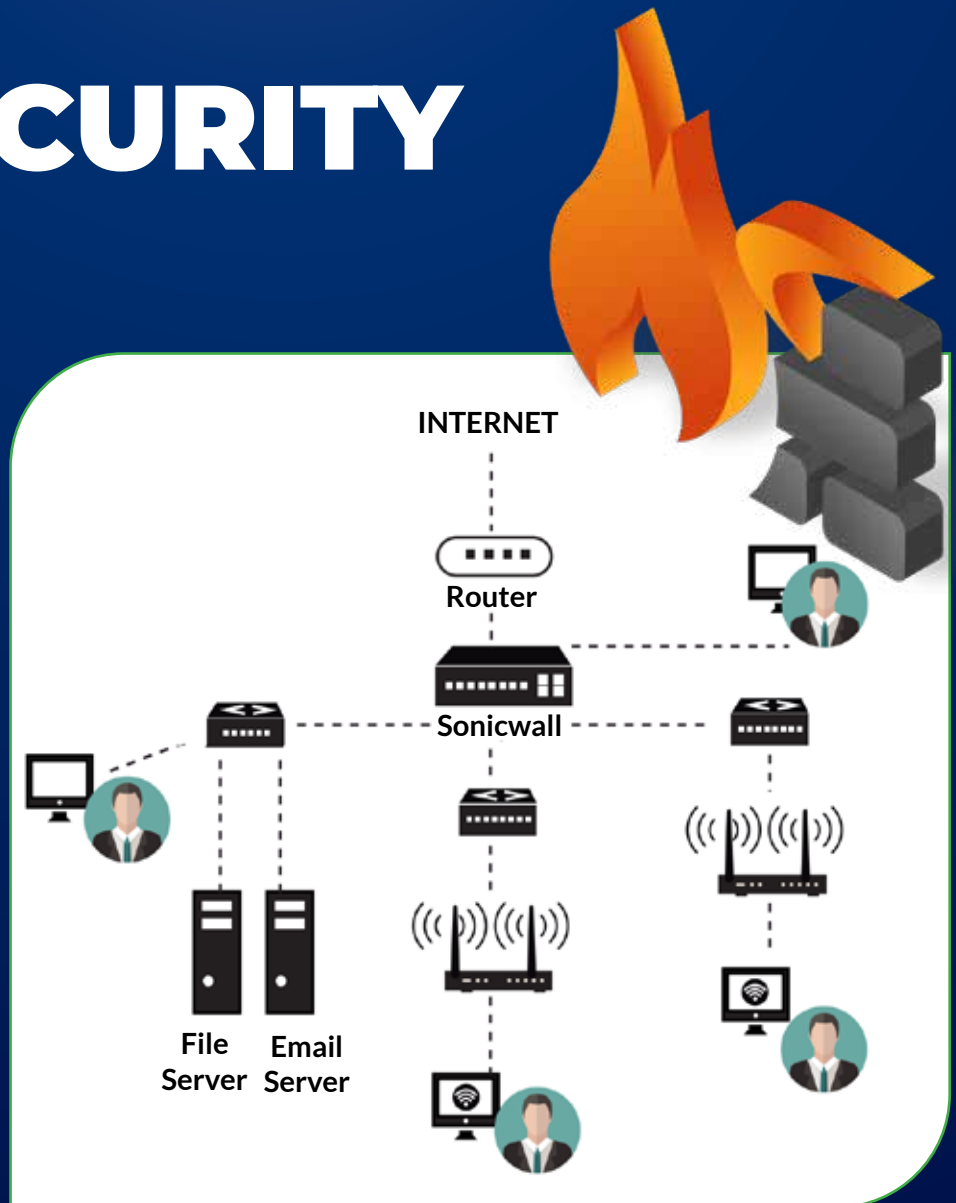 CURITY
INTERNET
Router
Sonicwall
File
Server
Email
Server